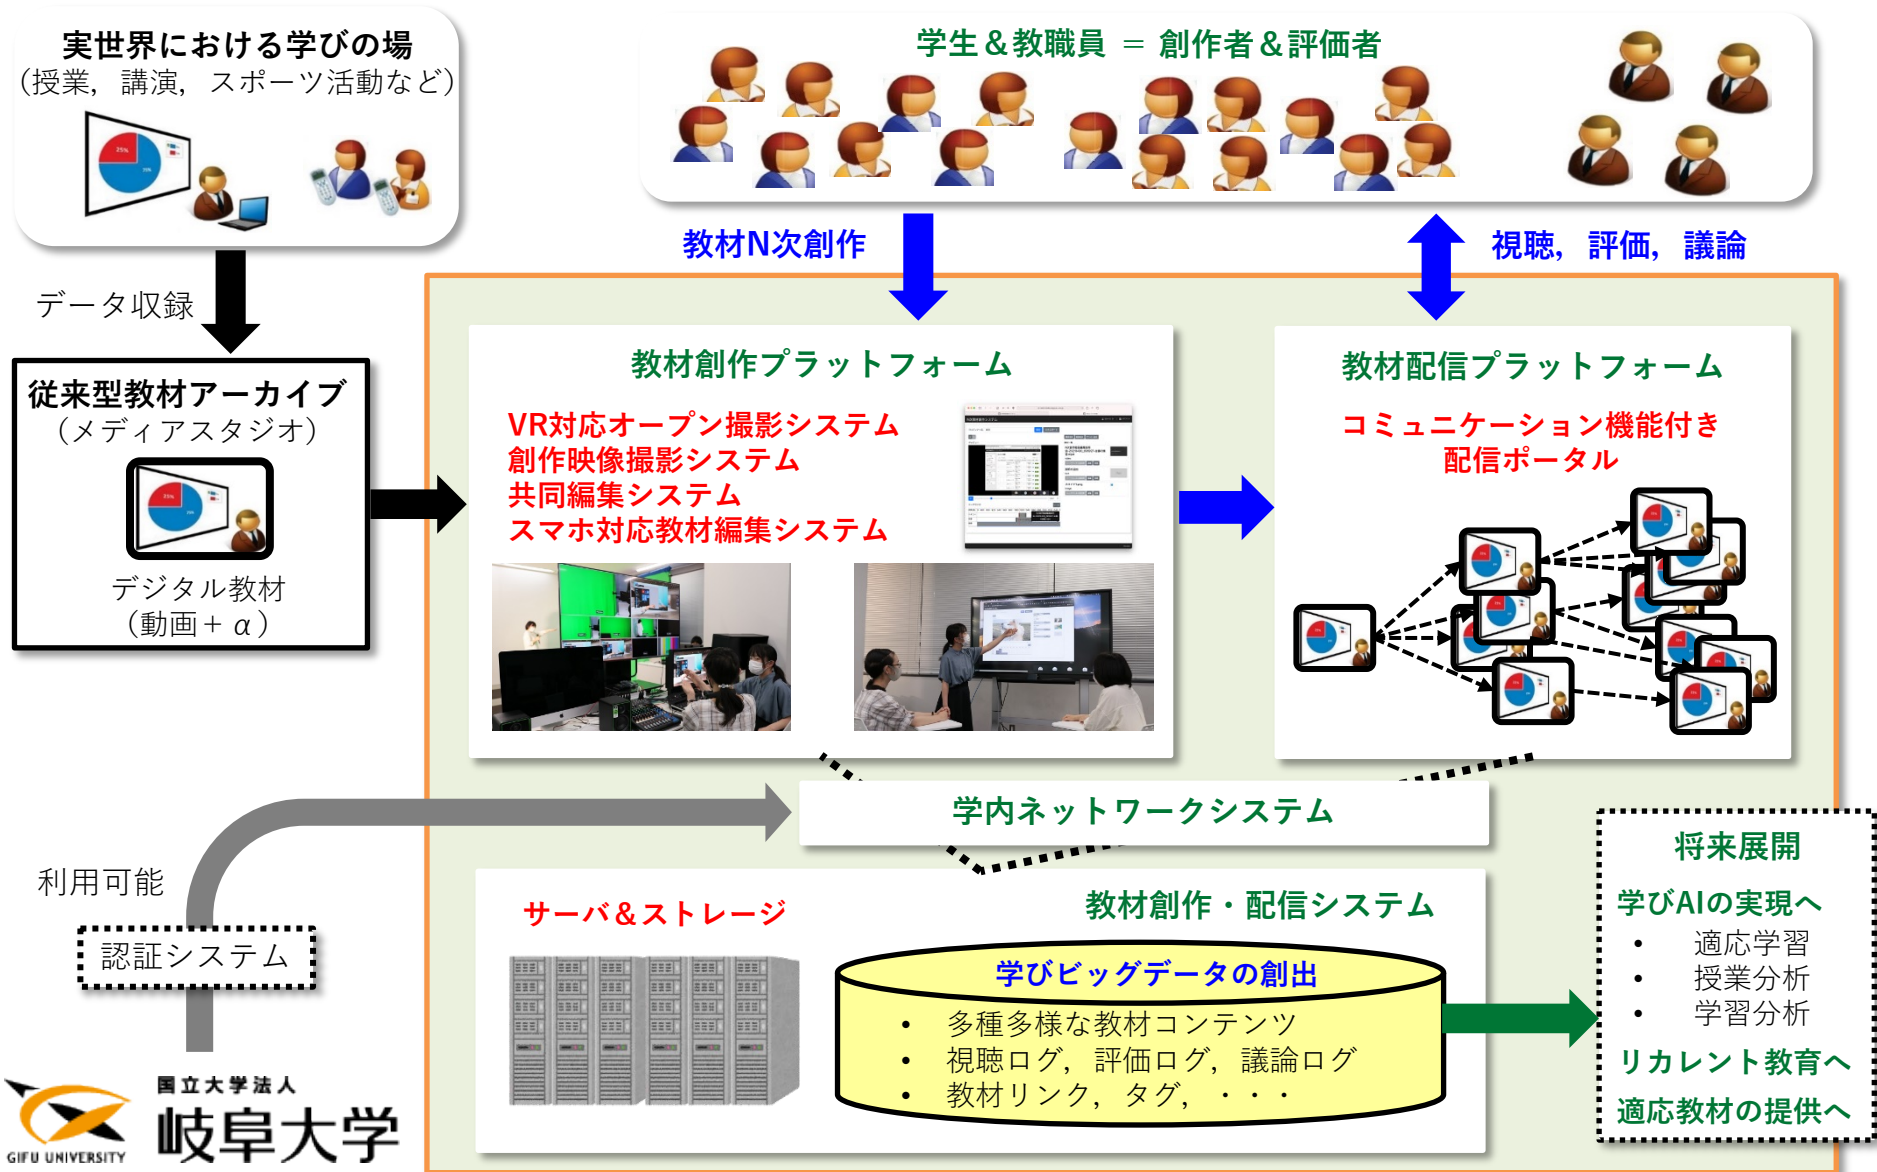 実世界における学びの場
（授業，講演，スポーツ活動など）
学生＆教職員 ＝ 創作者＆評価者
教材N次創作
視聴，評価，議論
データ収録
従来型教材アーカイブ
（メディアスタジオ）
デジタル教材
（動画＋α）
教材創作プラットフォーム
VR対応オープン撮影システム
創作映像撮影システム
共同編集システム
スマホ対応教材編集システム
教材配信プラットフォーム
コミュニケーション機能付き
配信ポータル
学内ネットワークシステム
利用可能
認証システム
サーバ＆ストレージ
教材創作・配信システム
学びビッグデータの創出
• 多種多様な教材コンテンツ
• 視聴ログ，評価ログ，議論ログ
• 教材リンク，タグ，・・・
将来展開
学びAIの実現へ
• 適応学習
• 授業分析
• 学習分析
リカレント教育へ
適応教材の提供へ
GIFU UNIVERSITY
国立大学法人
岐阜大学